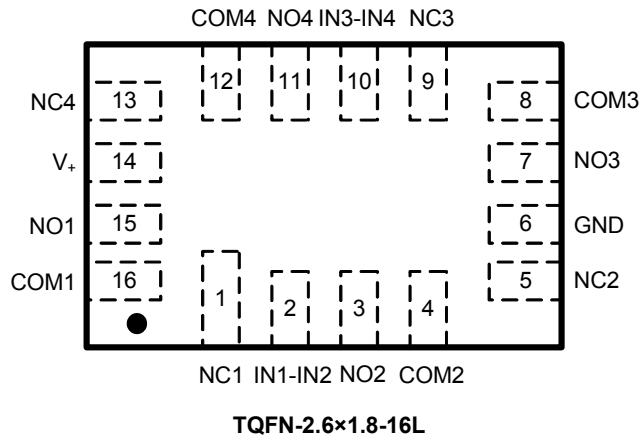 COM4 NO4 IN3-IN4 NC3
12 11 10 9
NC4 13 8 COM3
V+ 14 7 NO3
NO1 15 6 GND
COM1 16 5 NC2
1 2 3 4
NC1 IN1-IN2 NO2 COM2
TQFN-2.6×1.8-16L